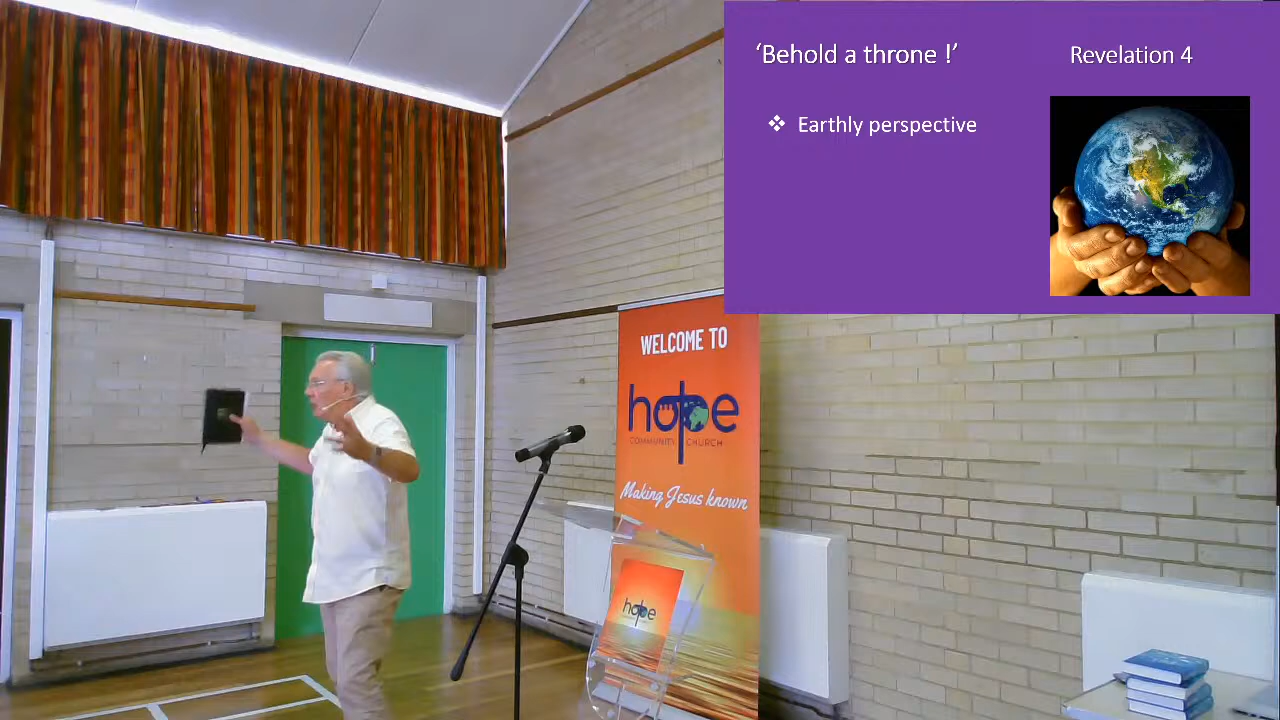 ‘Behold a throne !’
Revelation 4
❖ Earthly perspective
WELCOME TO
hope
COMMUNITY CHURCH
Making Jesus known
hope